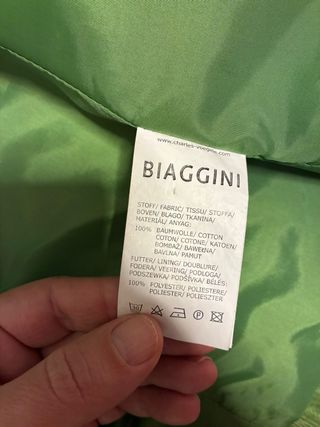 www.charles-voegele.com
BIAGGINI
STOFF/ FABRIC/ TISSU/ STOFFA/
BOVEN/ BLAGO/ TKANINA/
MATERIÁL/ ANYAG:
100% BAUMWOLLE/ COTTON
COTON/ COTONE/ KATOEN/
BOMBAŽ/ BAWEŁNA/
BAVLNA/ PAMUT
FUTTER/ LINING/ DOUBLURE/
FODERA/ VEERING/ PODLOGA/
PODSZEWKA/ PODŠÍVKA/ BÉLÉS:
100% POLYESTER/ POLIESTERE/
POLIESTER/ POLIESZTER
P